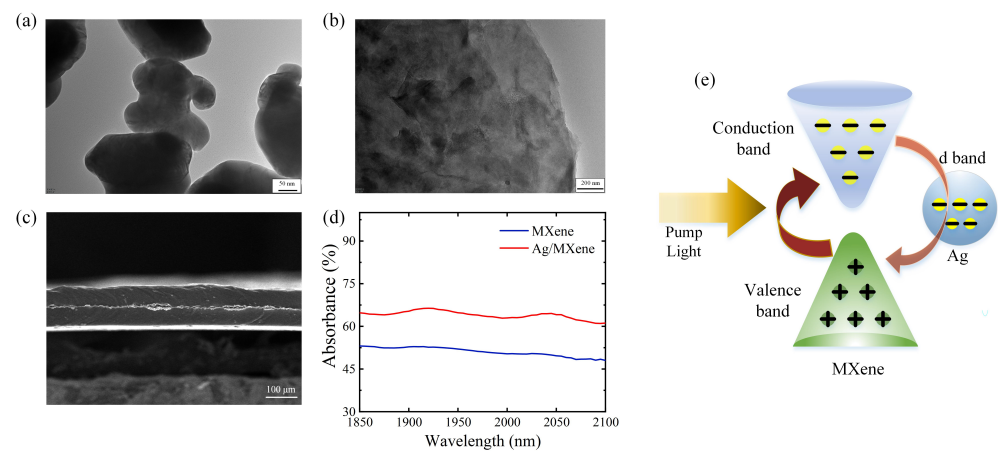 (a)
50 nm
(b)
200 nm
(c)
100 μm
(d)
Absorbance (%)
90
75
60
45
30
MXene
Ag/MXene
1850
1900
1950
2000
2050
2100
Wavelength (nm)
(e)
Conduction
band
d band
Pump
Light
Ag
Valence
band
MXene